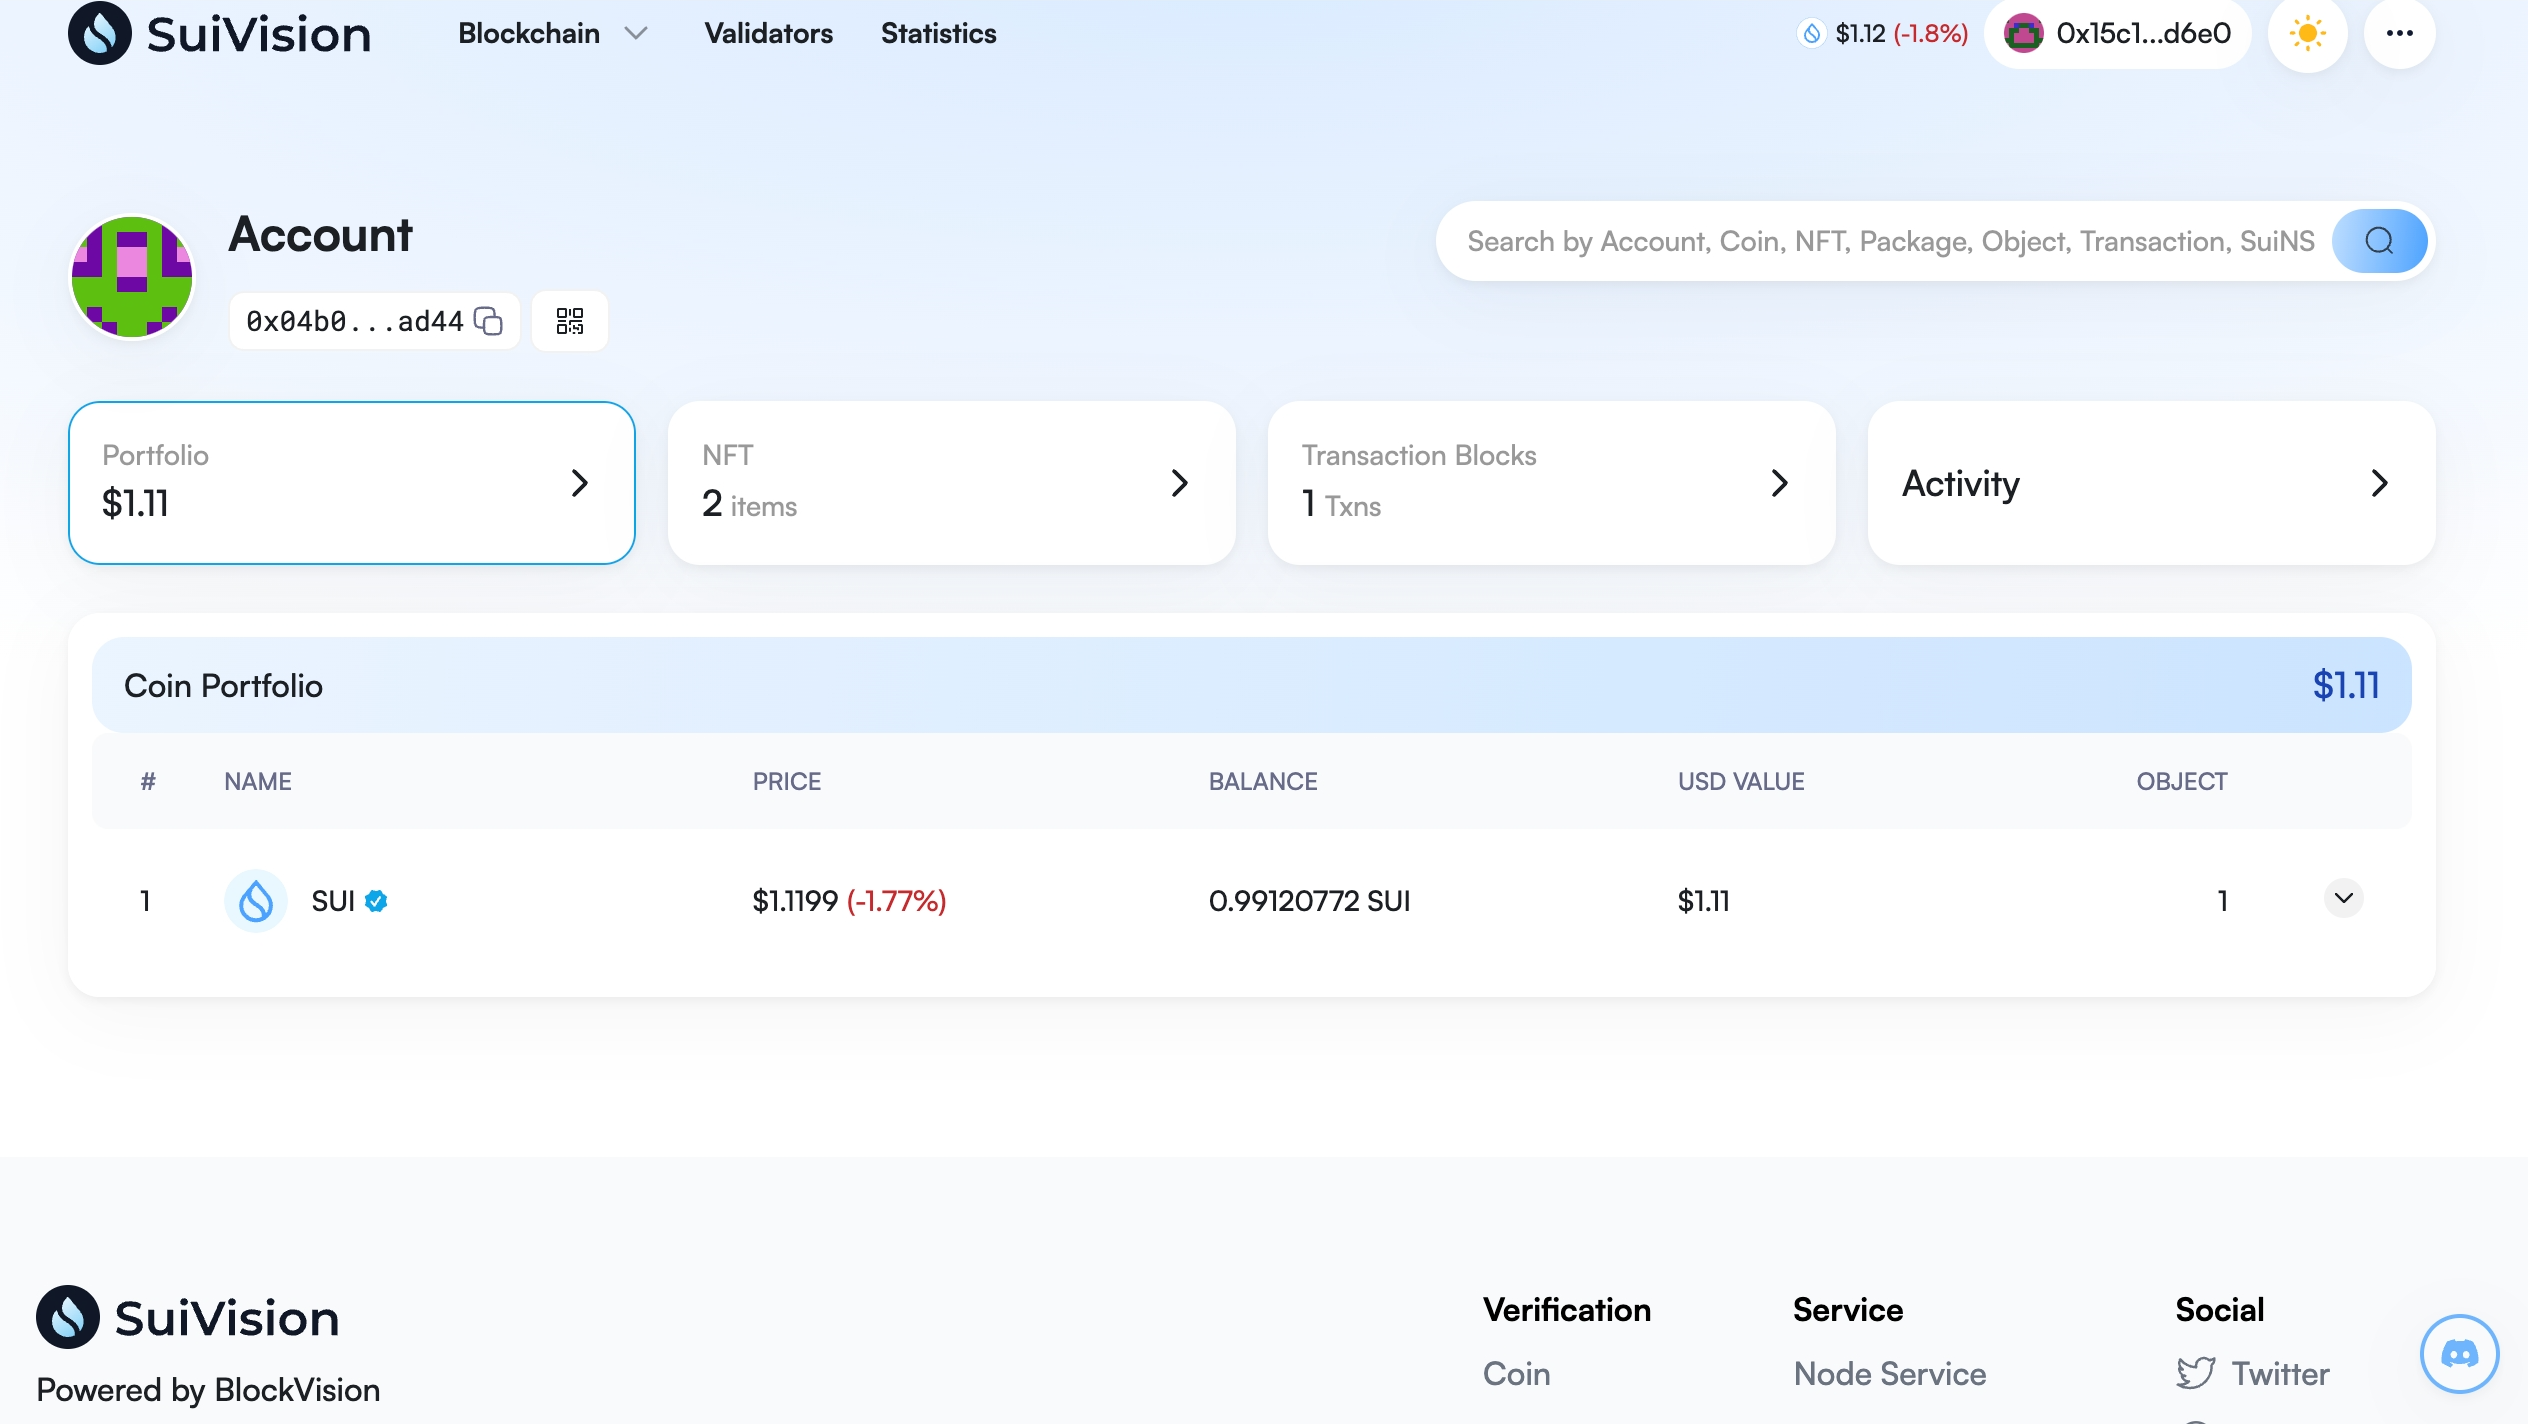 SuiVision
Blockchain
Validators
Statistics
$1.12 (-1.8%)
0x15c1...d6e0
Account
0x04b0...ad44
Search by Account, Coin, NFT, Package, Object, Transaction, SuiNS
Portfolio
$1.11
NFT
2 items
Transaction Blocks
1 Txns
Activity
Coin Portfolio
$1.11
# NAME PRICE BALANCE USD VALUE OBJECT
1 SUI $1.1199 (-1.77%) 0.99120772 SUI $1.11 1
SuiVision
Powered by BlockVision
Verification
Coin
Service
Node Service
Social
Twitter